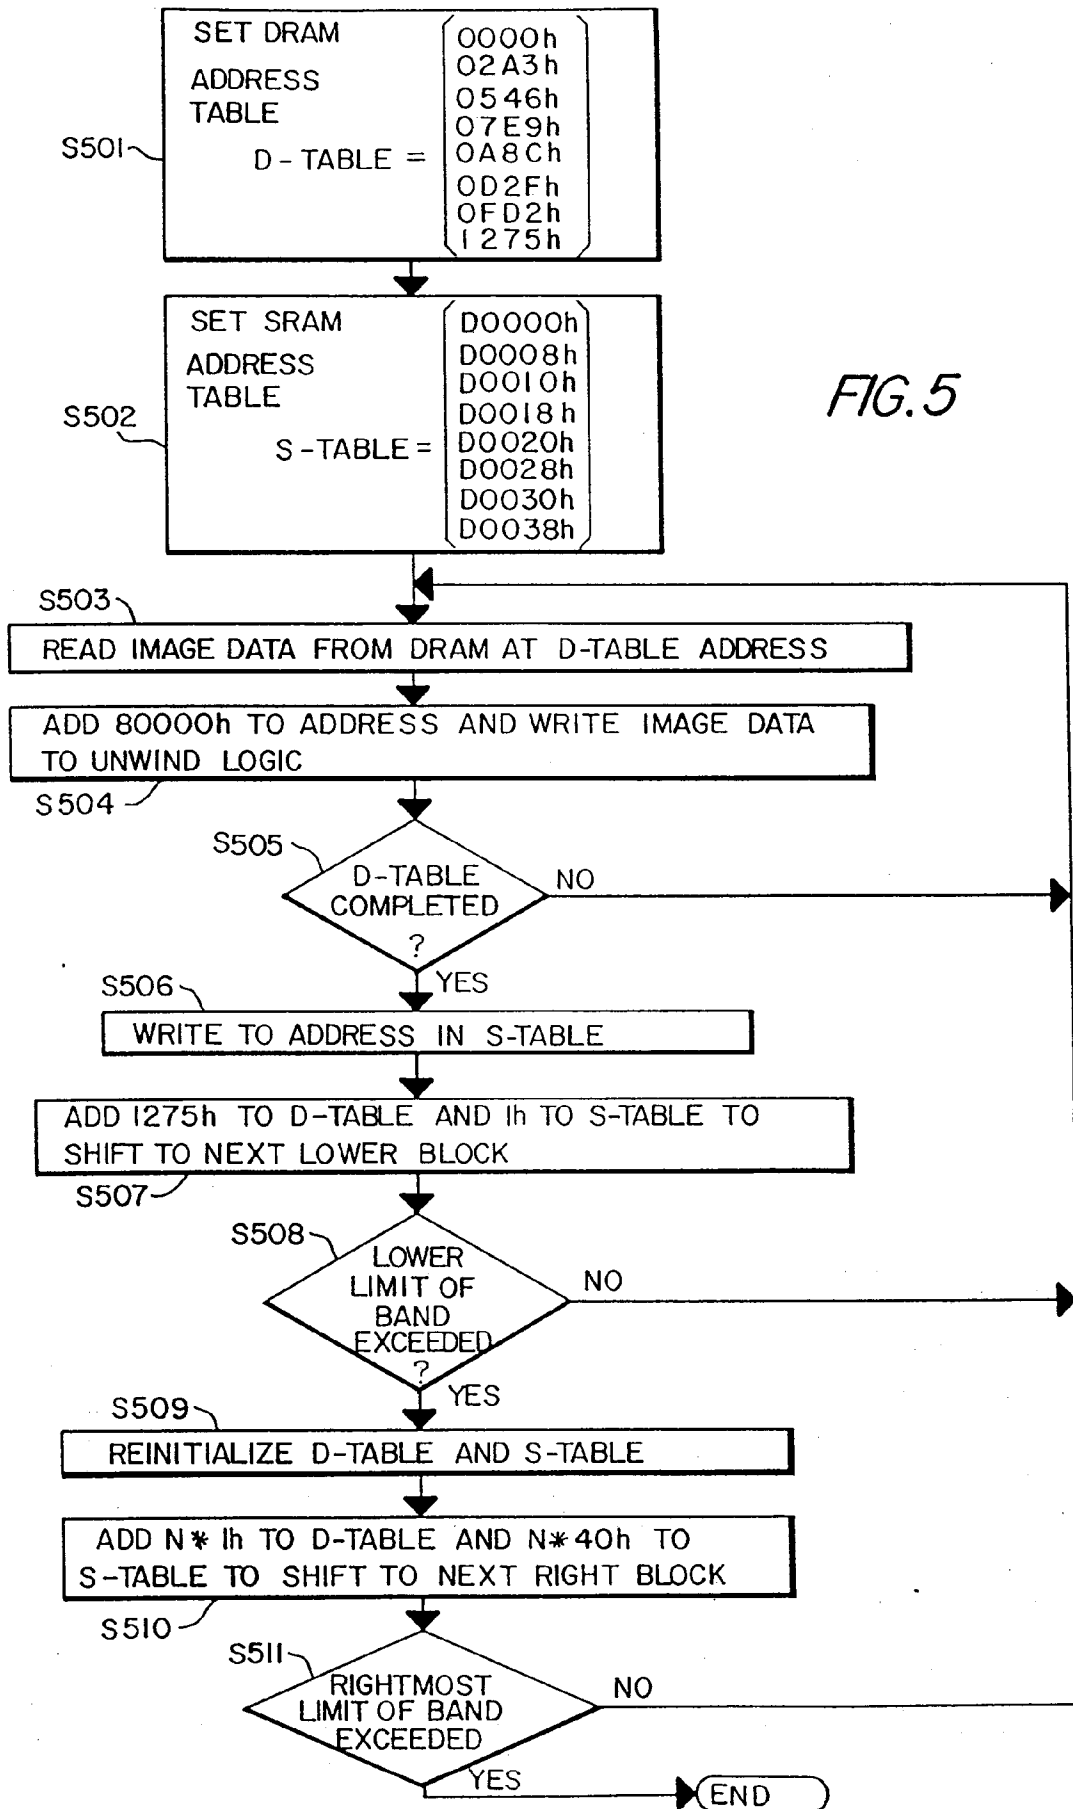 SET DRAM
ADDRESS
TABLE
D-TABLE =
0000h
02A3h
0546h
07E9h
0A8Ch
0D2Fh
0FD2h
1275h
S501
SET SRAM
ADDRESS
TABLE
S-TABLE =
D0000h
D0008h
D0010h
D0018h
D0020h
D0028h
D0030h
D0038h
S502
FIG. 5
S503
READ IMAGE DATA FROM DRAM AT D-TABLE ADDRESS
ADD 80000h TO ADDRESS AND WRITE IMAGE DATA
TO UNWIND LOGIC
S504
S505
D-TABLE
COMPLETED
?
NO
YES
S506
WRITE TO ADDRESS IN S-TABLE
ADD 1275h TO D-TABLE AND 1h TO S-TABLE TO
SHIFT TO NEXT LOWER BLOCK
S507
S508
LOWER
LIMIT OF
BAND
EXCEEDED
?
NO
YES
S509
REINITIALIZE D-TABLE AND S-TABLE
ADD N * 1h TO D-TABLE AND N * 40h TO
S-TABLE TO SHIFT TO NEXT RIGHT BLOCK
S510
S511
RIGHTMOST
LIMIT OF BAND
EXCEEDED
NO
YES
END